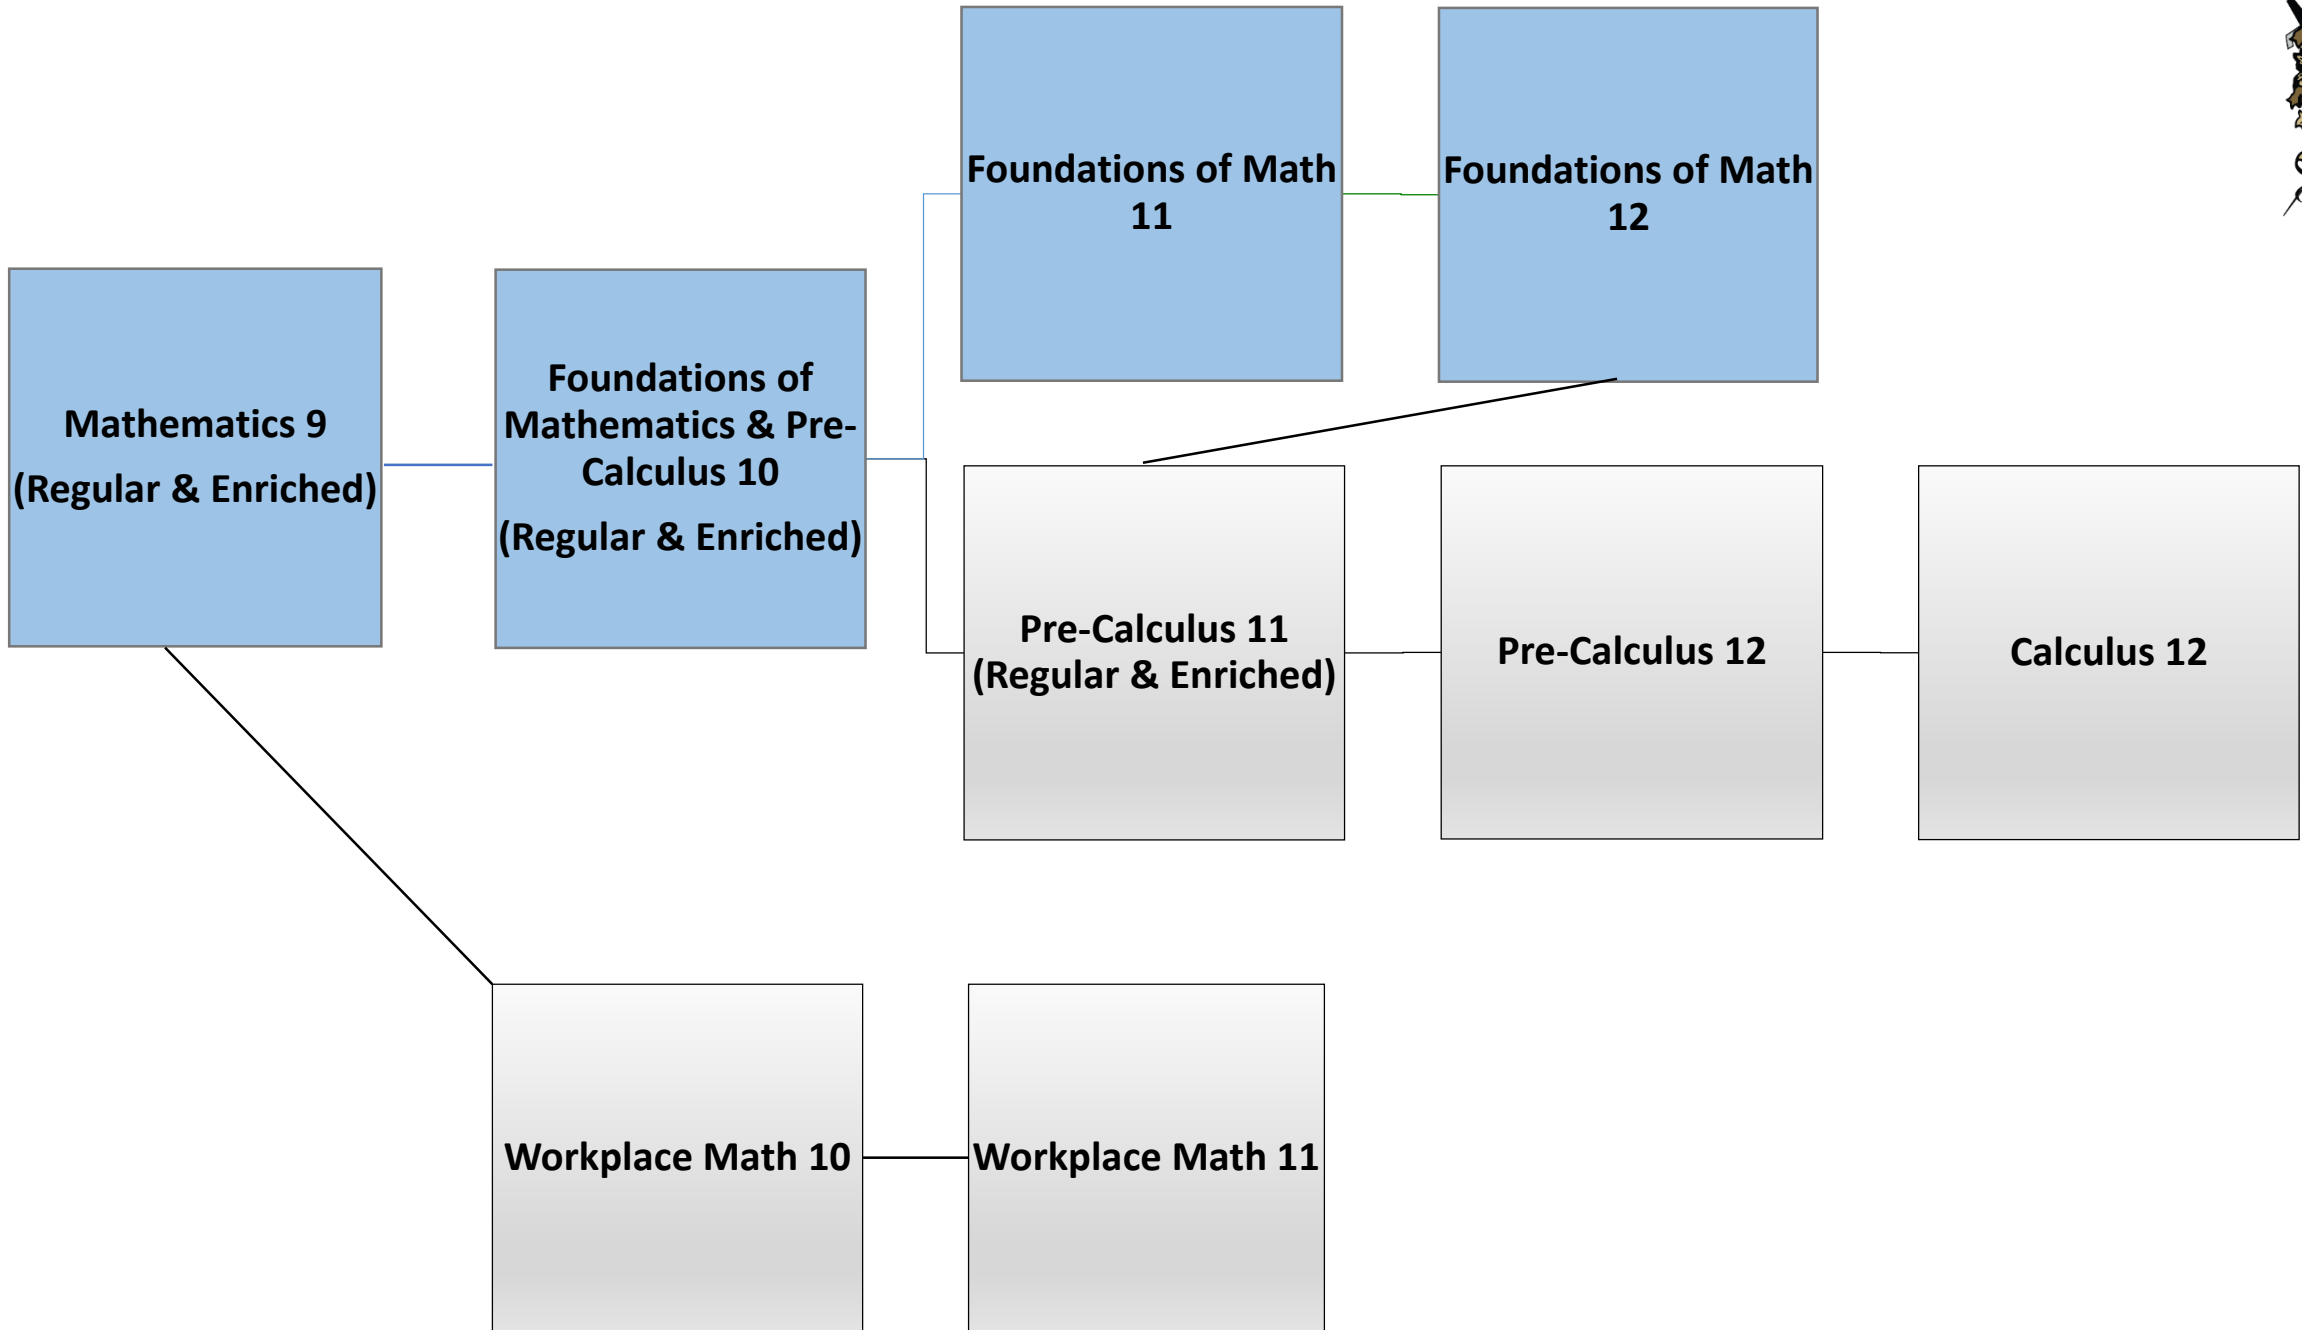 Foundations of Math
11
Foundations of Math
12
Mathematics 9
(Regular & Enriched)
Foundations of
Mathematics & Pre-
Calculus 10
(Regular & Enriched)
Pre-Calculus 11
(Regular & Enriched)
Pre-Calculus 12
Calculus 12
Workplace Math 10
Workplace Math 11